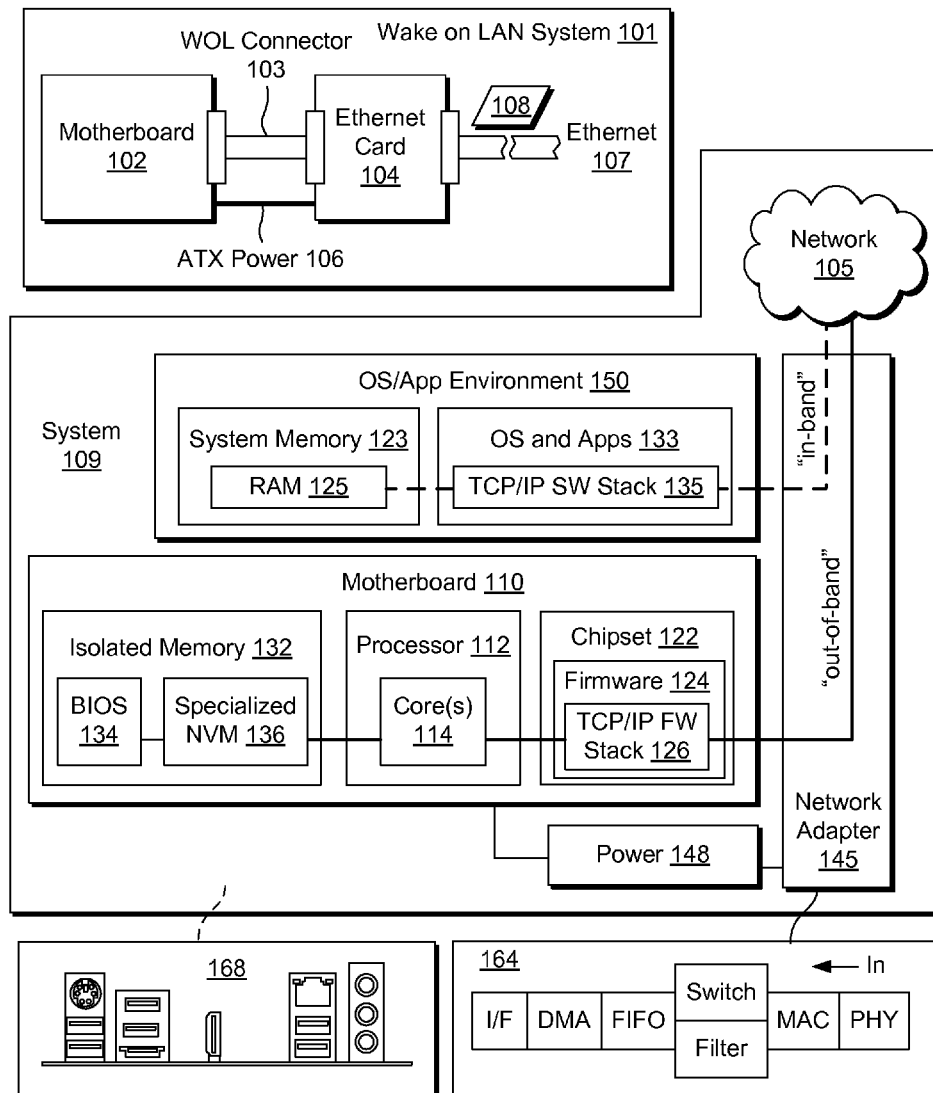 Wake on LAN System 101
WOL Connector
103
Motherboard
102
Ethernet
Card
104
108
Ethernet
107
ATX Power 106
Network
105
System
109
OS/App Environment 150
System Memory 123
RAM 125
OS and Apps 133
TCP/IP SW Stack 135
"in-band"
"out-of-band"
Motherboard 110
Isolated Memory 132
BIOS
134
Specialized
NVM 136
Processor
112
Core(s)
114
Chipset 122
Firmware 124
TCP/IP FW
Stack 126
Power 148
Network
Adapter
145
168
164
In
I/F
DMA
FIFO
Switch
Filter
MAC
PHY